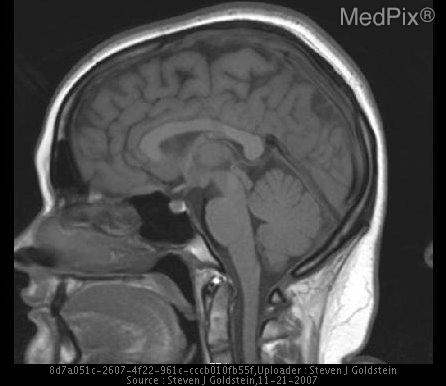 MedPix®
8d7a051c-2607-4f22-961c-cccb010fb55f,Uploader : Steven J Goldstein
Source : Steven J Goldstein,11-21-2007